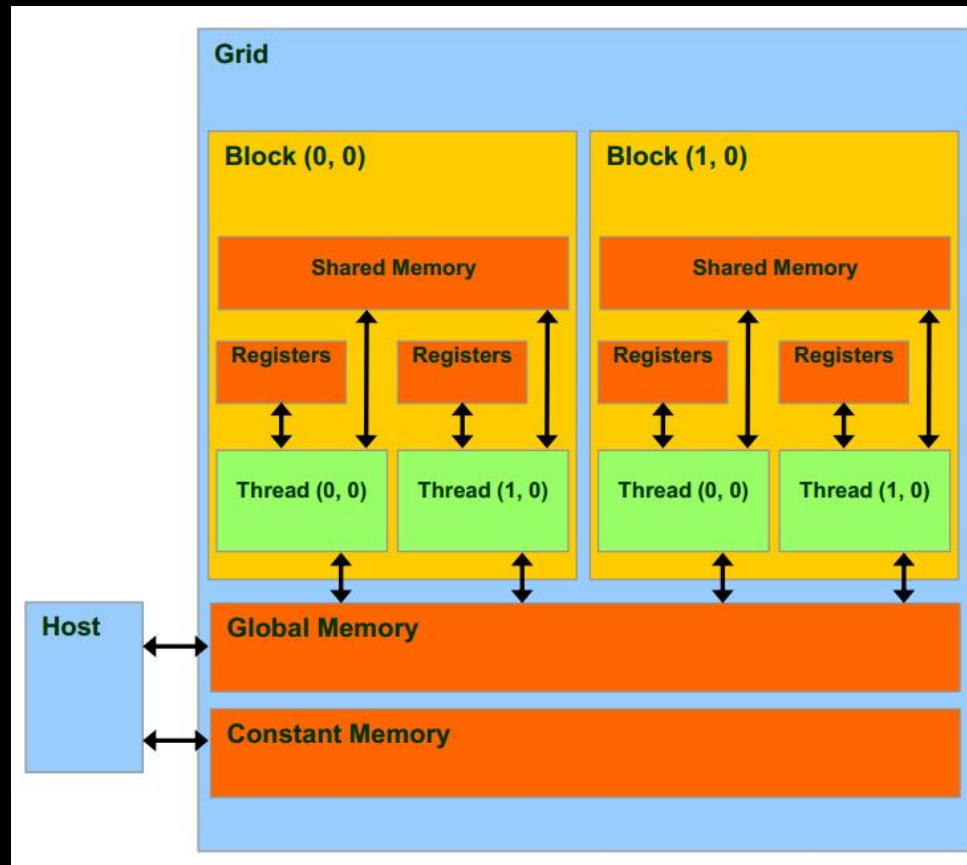 Grid
Block (0, 0)
Block (1, 0)
Shared Memory
Shared Memory
Registers
Registers
Registers
Registers
Thread (0, 0)
Thread (1, 0)
Thread (0, 0)
Thread (1, 0)
Host
Global Memory
Constant Memory